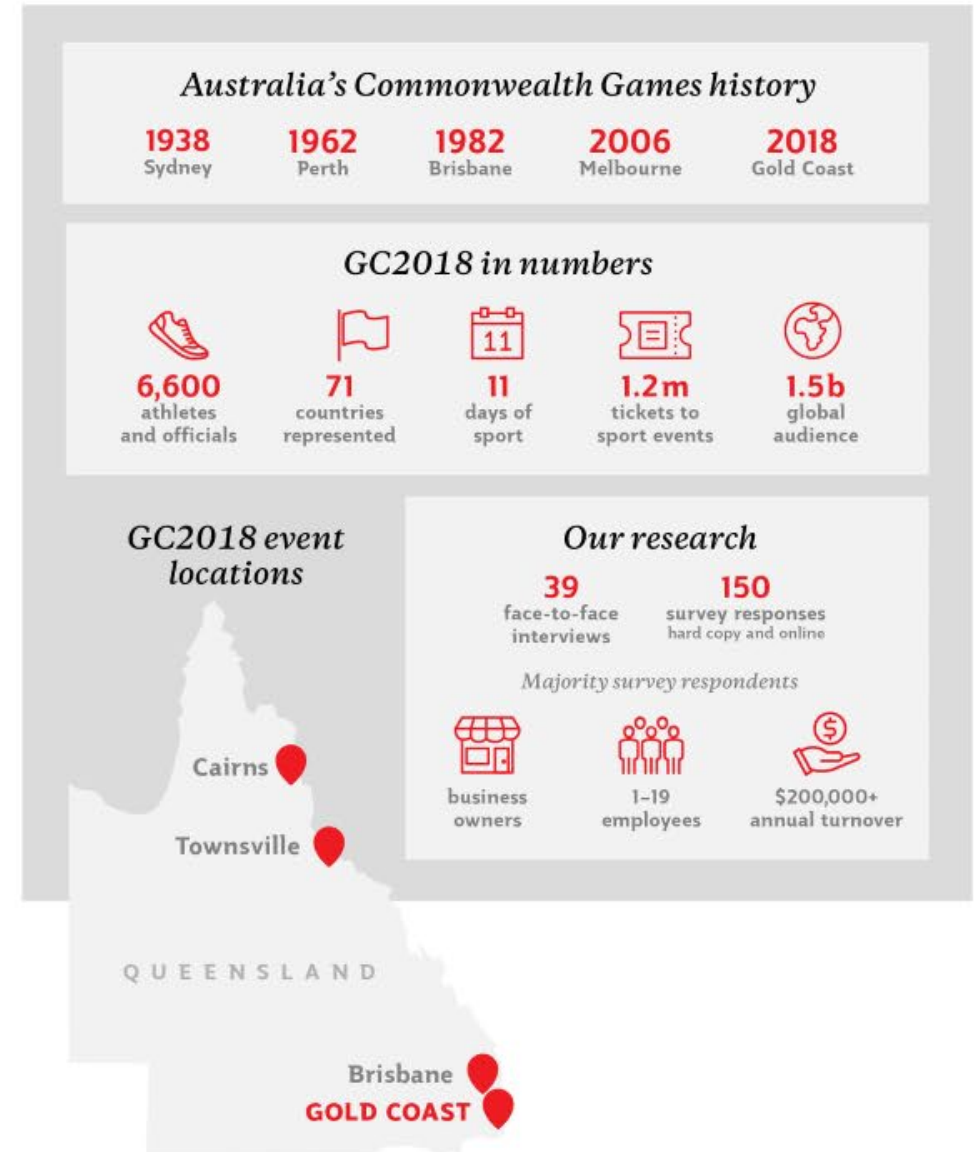 Australia's Commonwealth Games history
1938 1962 1982 2006 2018
Sydney Perth Brisbane Melbourne Gold Coast
GC2018 in numbers
11
6,600 71 11 1.2m 1.5b
athletes countries days of tickets to global
and officials represented sport sport events audience
GC2018 event
locations
Our research
39 150
face-to-face survey responses
interviews hard copy and online
Majority survey respondents
$
business 1–19 $200,000+
owners employees annual turnover
Cairns
Townsville
QUEENSLAND
Brisbane
GOLD COAST